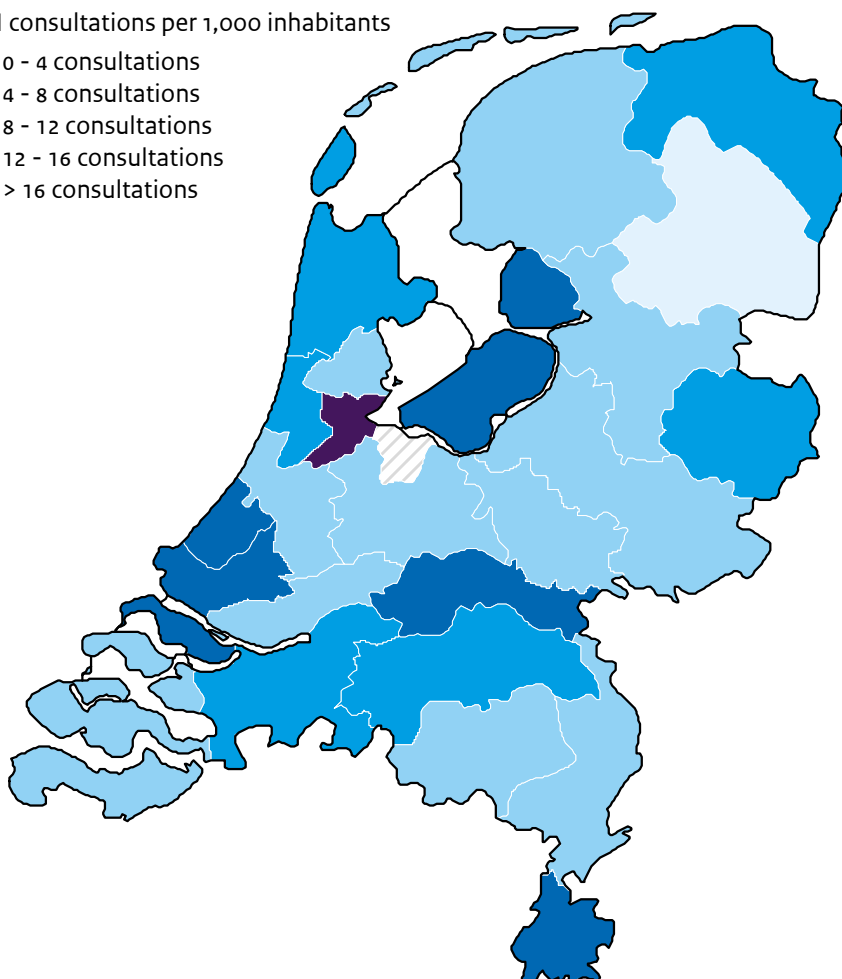 consultations per 1,000 inhabitants
0 - 4 consultations
4 - 8 consultations
8 - 12 consultations
12 - 16 consultations
> 16 consultations